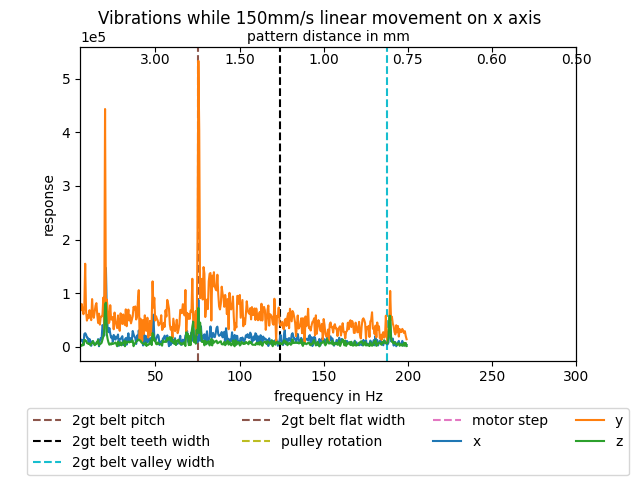 Vibrations while 150mm/s linear movement on x axis
pattern distance in mm
1e5
3.00 1.50 1.00 0.75 0.60 0.50
5
4
3
2
1
0
response
50 100 150 200 250 300
frequency in Hz
2gt belt pitch
2gt belt teeth width
2gt belt valley width
2gt belt flat width
pulley rotation
motor step
x
y
z